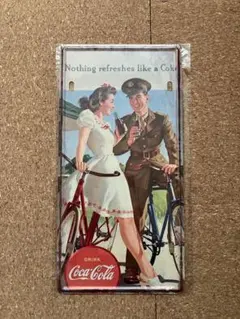 Nothing refreshes like a Coke
DRINK
Coca-Cola